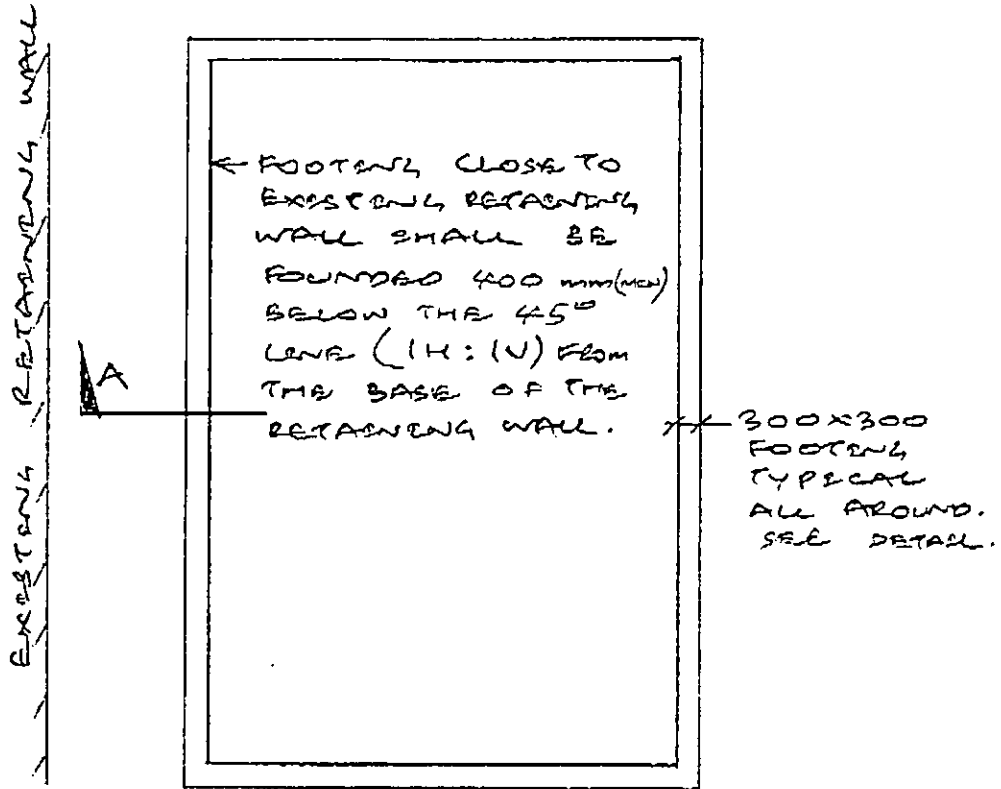 EXISTING RETAINING WALL
FOOTING CLOSE TO
EXISTING RETAINING
WALL SHALL BE
FOUNDED 400 mm (MIN)
BELOW THE 45°
LINE (1H:1V) FROM
THE BASE OF THE
RETAINING WALL.
A
300x300
FOOTING
TYPICAL
ALL AROUND.
SEE DETAIL.